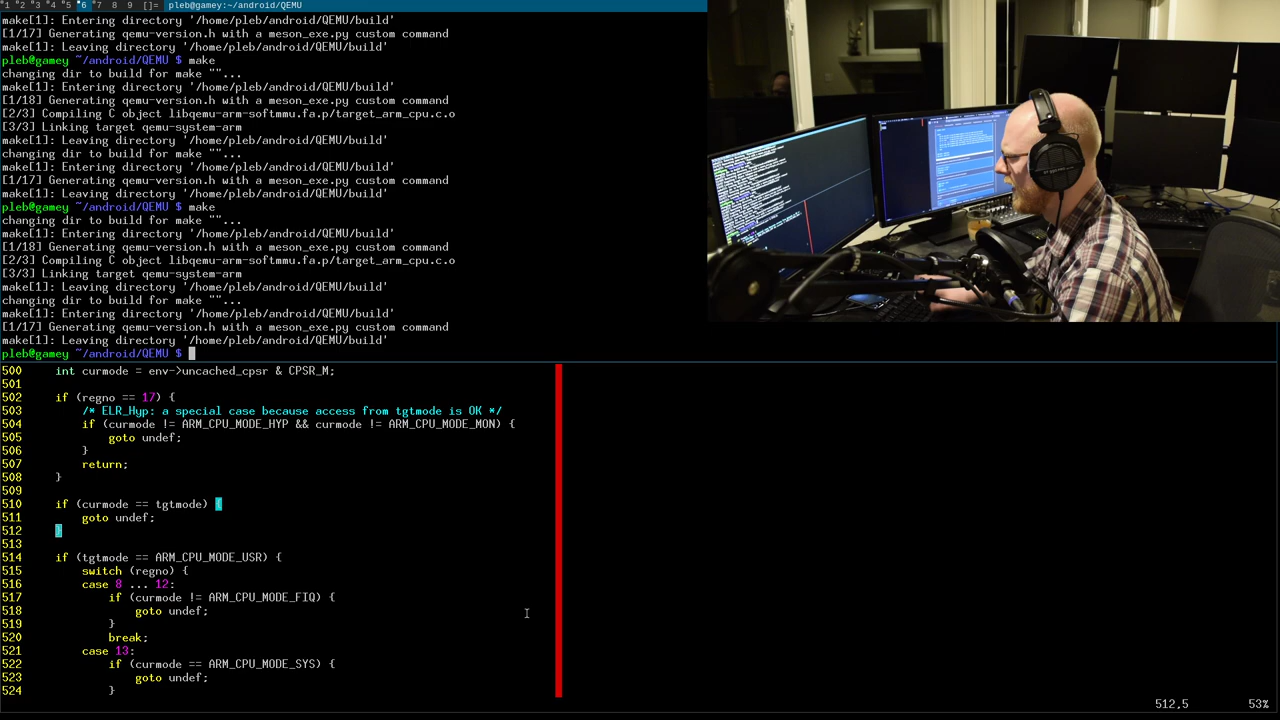 1 2 3 4 5 6 7 8 9 []= pleb@gamey:~/android/QEMU
make[1]: Entering directory '/home/pleb/android/QEMU/build'
[1/17] Generating qemu-version.h with a meson_exe.py custom command
make[1]: Leaving directory '/home/pleb/android/QEMU/build'
pleb@gamey ~/android/QEMU $ make
changing dir to build for make ""...
make[1]: Entering directory '/home/pleb/android/QEMU/build'
[1/18] Generating qemu-version.h with a meson_exe.py custom command
[2/3] Compiling C object libqemu-arm-softmmu.fa.p/target_arm_cpu.c.o
[3/3] Linking target qemu-system-arm
make[1]: Leaving directory '/home/pleb/android/QEMU/build'
changing dir to build for make ""...
make[1]: Entering directory '/home/pleb/android/QEMU/build'
[1/17] Generating qemu-version.h with a meson_exe.py custom command
make[1]: Leaving directory '/home/pleb/android/QEMU/build'
pleb@gamey ~/android/QEMU $ make
changing dir to build for make ""...
make[1]: Entering directory '/home/pleb/android/QEMU/build'
[1/18] Generating qemu-version.h with a meson_exe.py custom command
[2/3] Compiling C object libqemu-arm-softmmu.fa.p/target_arm_cpu.c.o
[3/3] Linking target qemu-system-arm
make[1]: Leaving directory '/home/pleb/android/QEMU/build'
changing dir to build for make ""...
make[1]: Entering directory '/home/pleb/android/QEMU/build'
[1/17] Generating qemu-version.h with a meson_exe.py custom command
make[1]: Leaving directory '/home/pleb/android/QEMU/build'
pleb@gamey ~/android/QEMU $
500 int curmode = env->uncached_cpsr & CPSR_M;
501
502 if (regno == 17) {
503 /* ELR_Hyp: a special case because access from tgtmode is OK */
504 if (curmode != ARM_CPU_MODE_HYP && curmode != ARM_CPU_MODE_MON) {
505 goto undef;
506 }
507 return;
508 }
509
510 if (curmode == tgtmode) {
511 goto undef;
512 }
513
514 if (tgtmode == ARM_CPU_MODE_USR) {
515 switch (regno) {
516 case 8 ... 12:
517 if (curmode != ARM_CPU_MODE_FIQ) {
518 goto undef;
519 }
520 break;
521 case 13:
522 if (curmode == ARM_CPU_MODE_SYS) {
523 goto undef;
524 }
512,5 53%